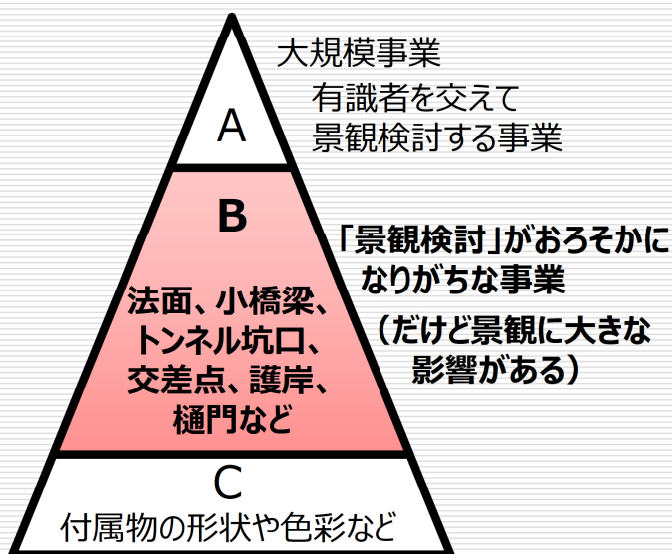 大規模事業
有識者を交えて
景観検討する事業
A
B
「景観検討」がおろそかに
なりがちな事業
（だけど景観に大きな
影響がある）
法面、小橋梁、
トンネル坑口、
交差点、護岸、
樋門など
C
付属物の形状や色彩など